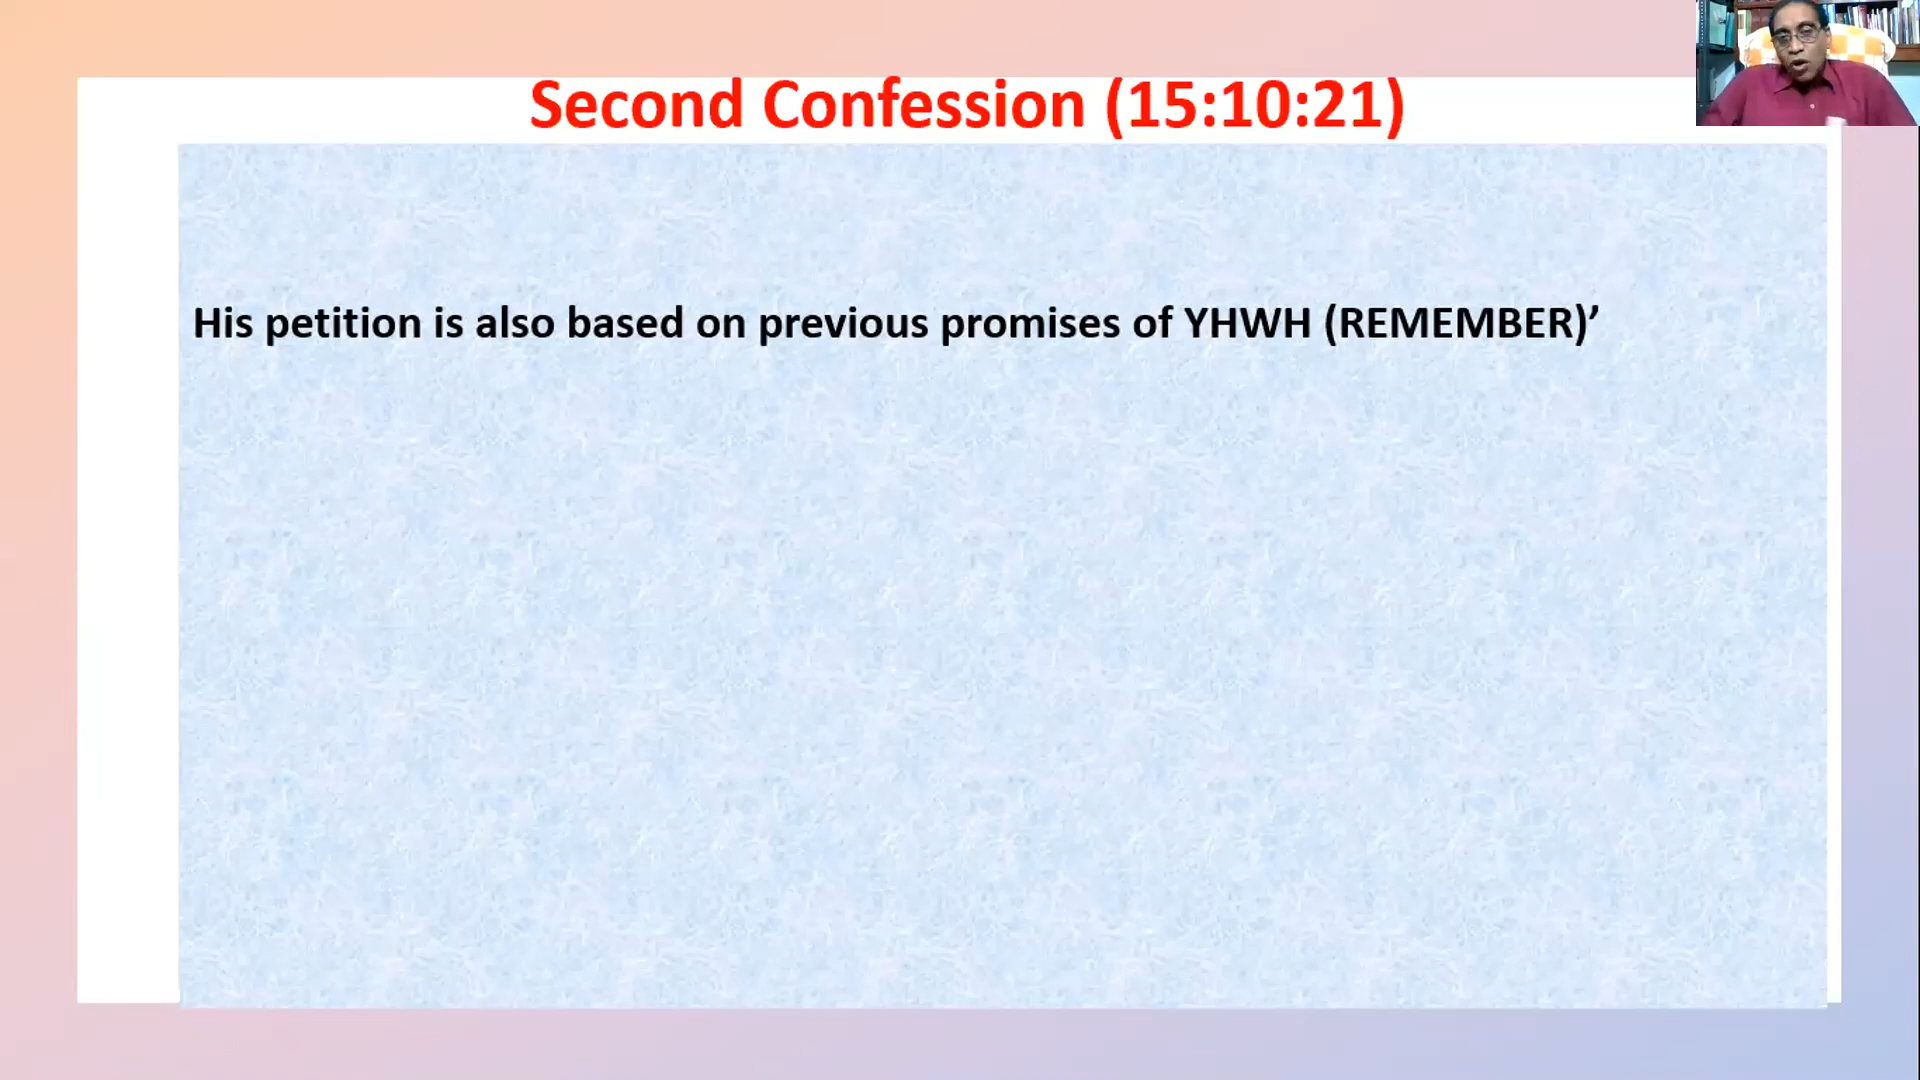 Second Confession (15:10:21)
His petition is also based on previous promises of YHWH (REMEMBER)’